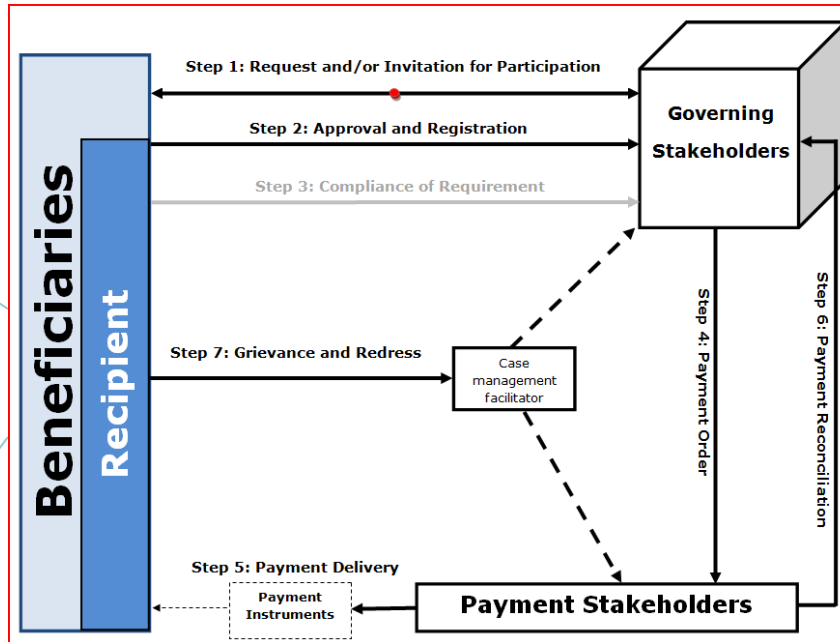 Step 1: Request and/or Invitation for Participation
Governing
Stakeholders
Step 2: Approval and Registration
Step 3: Compliance of Requirement
Beneficiaries
Recipient
Step 7: Grievance and Redress
Case
management
facilitator
Step 4: Payment Order
Step 6: Payment Reconciliation
Step 5: Payment Delivery
Payment
Instruments
Payment Stakeholders